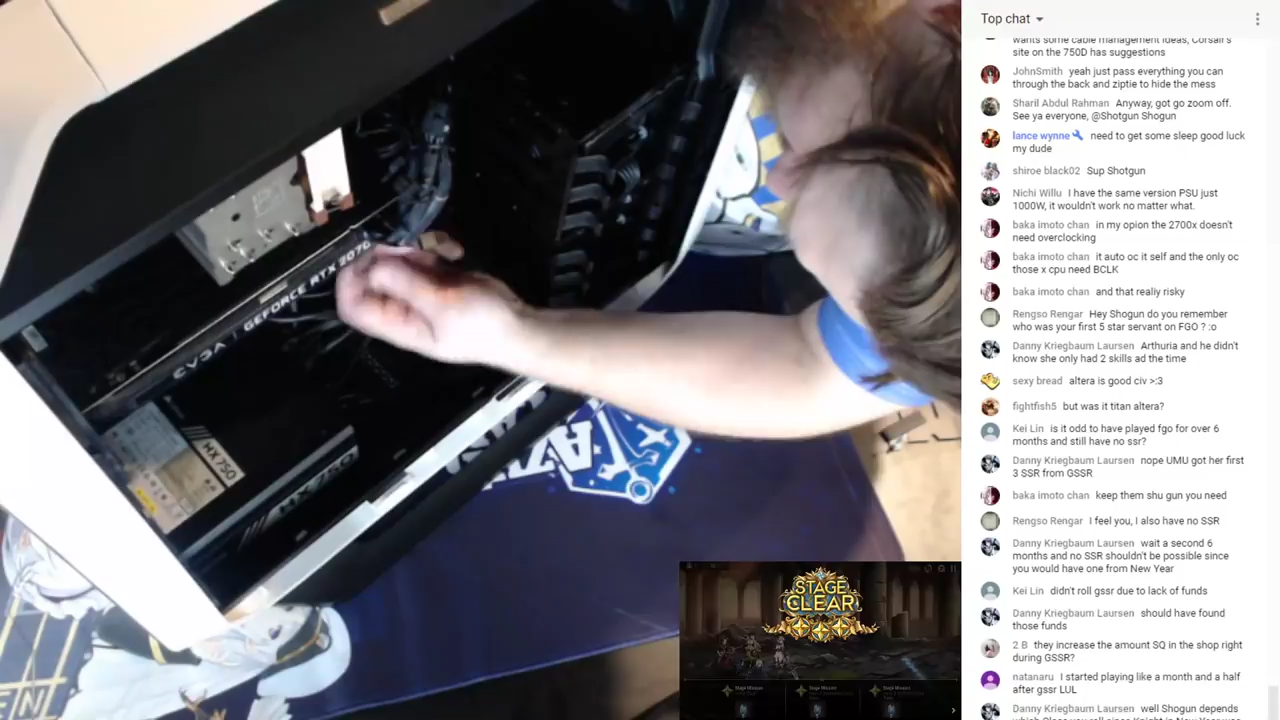 Top chat
wants some cable management ideas, Corsair's
site on the 750D has suggestions
JohnSmith yeah just pass everything you can
through the back and ziptie to hide the mess
Sharil Abdul Rahman Anyway, got go zoom off.
See ya everyone, @Shotgun Shogun
lance wynne need to get some sleep good luck
my dude
shiroe black02 Sup Shotgun
Nichi Willu I have the same version PSU just
1000W, it wouldn't work no matter what.
baka imoto chan in my opion the 2700x doesn't
need overclocking
baka imoto chan it auto oc it self and the only oc
those x cpu need BCLK
baka imoto chan and that realiy risky
Rengso Rengar Hey Shogun do you remember
who was your first 5 star servant on FGO ? :o
Danny Kriegbaum Laursen Arthuria and he didn't
know she only had 2 skills ad the time
sexy bread altera is good civ >:3
fightfish5 but was it titan altera?
Kei Lin is it odd to have played fgo for over 6
months and still have no ssr?
Danny Kriegbaum Laursen nope UMU got her first
3 SSR from GSSR
baka imoto chan keep them shu gun you need
Rengso Rengar I feel you, I also have no SSR
Danny Kriegbaum Laursen wait a second 6
months and no SSR shouldn't be possible since
you would have one from New Year
Kei Lin didn't roll gssr due to lack of funds
Danny Kriegbaum Laursen should have found
those funds
2 B they increase the amount SQ in the shop right
during GSSR?
natanaru I started playing like a month and a half
after gssr LUL
Danny Kriegbaum Laursen well Shogun depends
EVGA | GEFORCE RTX 2070
HX750
HX750
STAGE
CLEAR